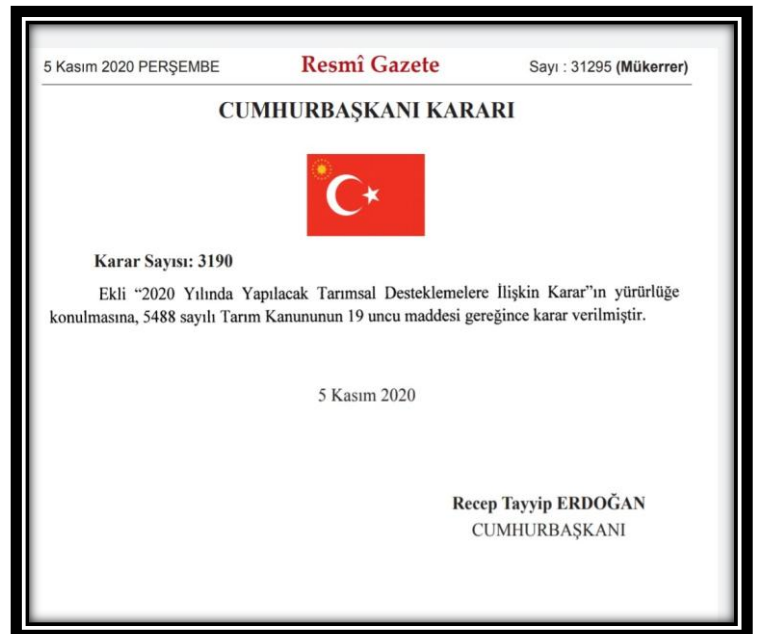 5 Kasım 2020 PERŞEMBE Resmî Gazete Sayı : 31295 (Mükerrer)
CUMHURBAŞKANI KARARI
Karar Sayısı: 3190
Ekli “2020 Yılında Yapılacak Tarımsal Desteklemelere İlişkin Karar”ın yürürlüğe
konulmasına, 5488 sayılı Tarım Kanununun 19 uncu maddesi gereğince karar verilmiştir.
5 Kasım 2020
Recep Tayyip ERDOĞAN
CUMHURBAŞKANI